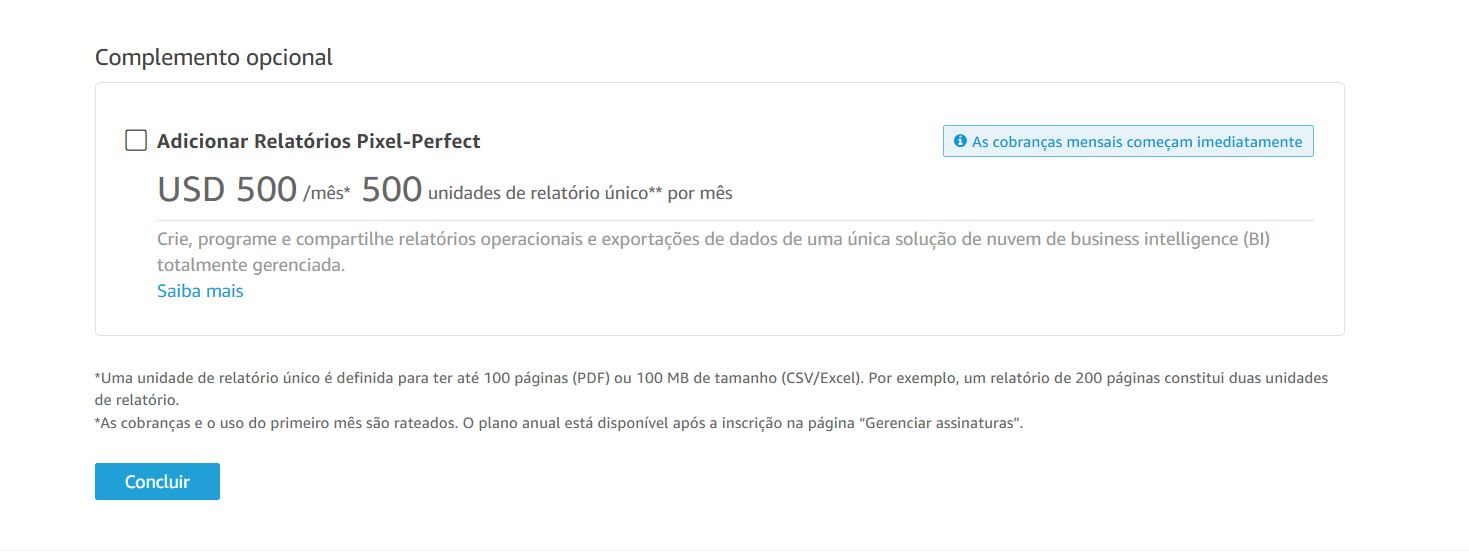 Complemento opcional
Adicionar Relatórios Pixel-Perfect
As cobranças mensais começam imediatamente
USD 500 /mês* 500 unidades de relatório único** por mês
Crie, programe e compartilhe relatórios operacionais e exportações de dados de uma única solução de nuvem de business intelligence (BI)
totalmente gerenciada.
Saiba mais
*Uma unidade de relatório único é definida para ter até 100 páginas (PDF) ou 100 MB de tamanho (CSV/Excel). Por exemplo, um relatório de 200 páginas constitui duas unidades
de relatório.
*As cobranças e o uso do primeiro mês são rateados. O plano anual está disponível após a inscrição na página “Gerenciar assinaturas”.
Concluir